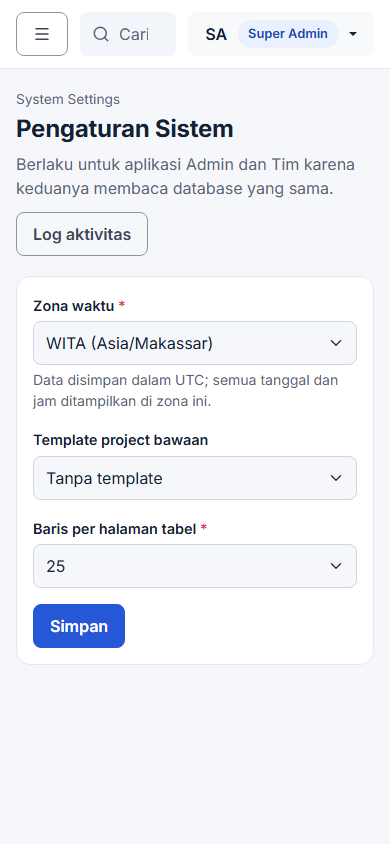 Cari
SA Super Admin
System Settings
Pengaturan Sistem
Berlaku untuk aplikasi Admin dan Tim karena
keduanya membaca database yang sama.
Log aktivitas
Zona waktu *
WITA (Asia/Makassar)
Data disimpan dalam UTC; semua tanggal dan
jam ditampilkan di zona ini.
Template project bawaan
Tanpa template
Baris per halaman tabel *
25
Simpan